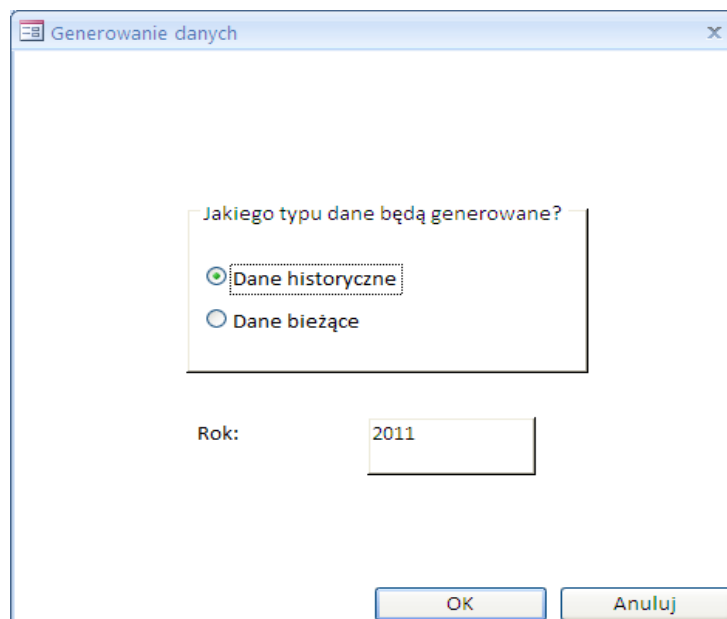 Generowanie danych
Jakiego typu dane będą generowane?
Dane historyczne
Dane bieżące
Rok: 2011
OK Anuluj